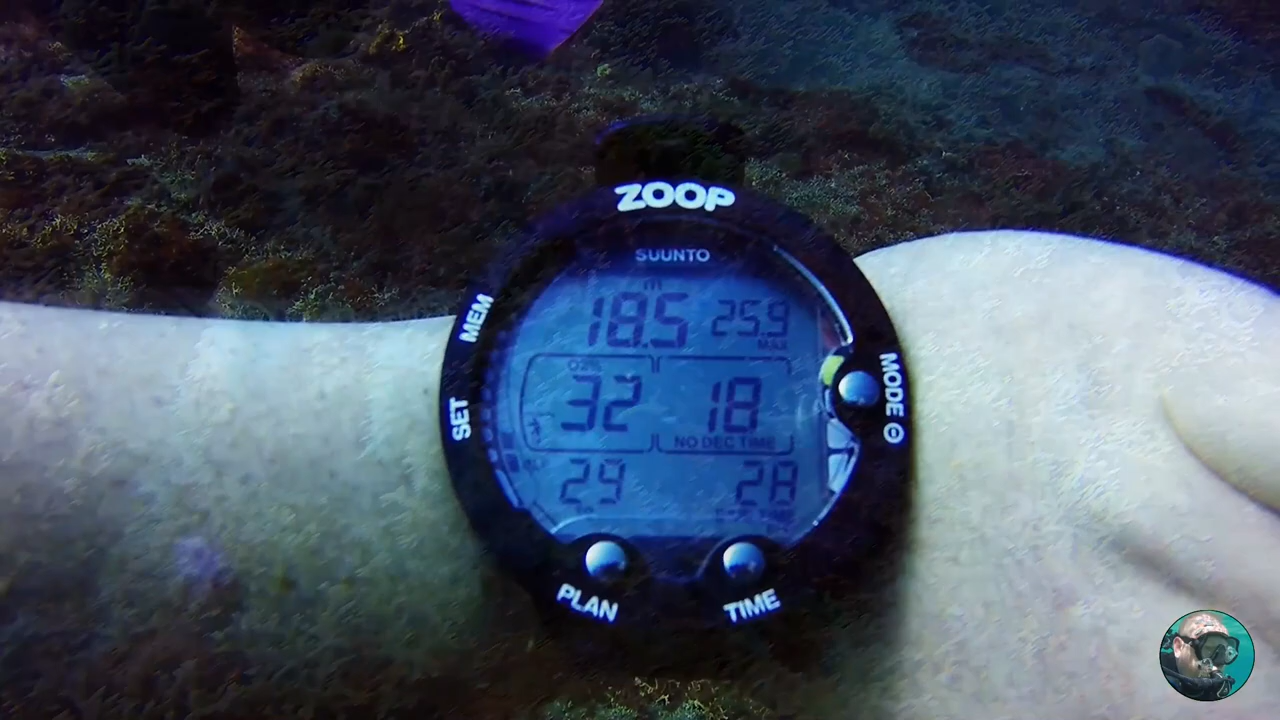 ZOOP
SUUNTO
m
18.5 25.9
MAX
MEM
O2%
32 18
NO DEC TIME
MODE
SET
29 28
PLAN TIME